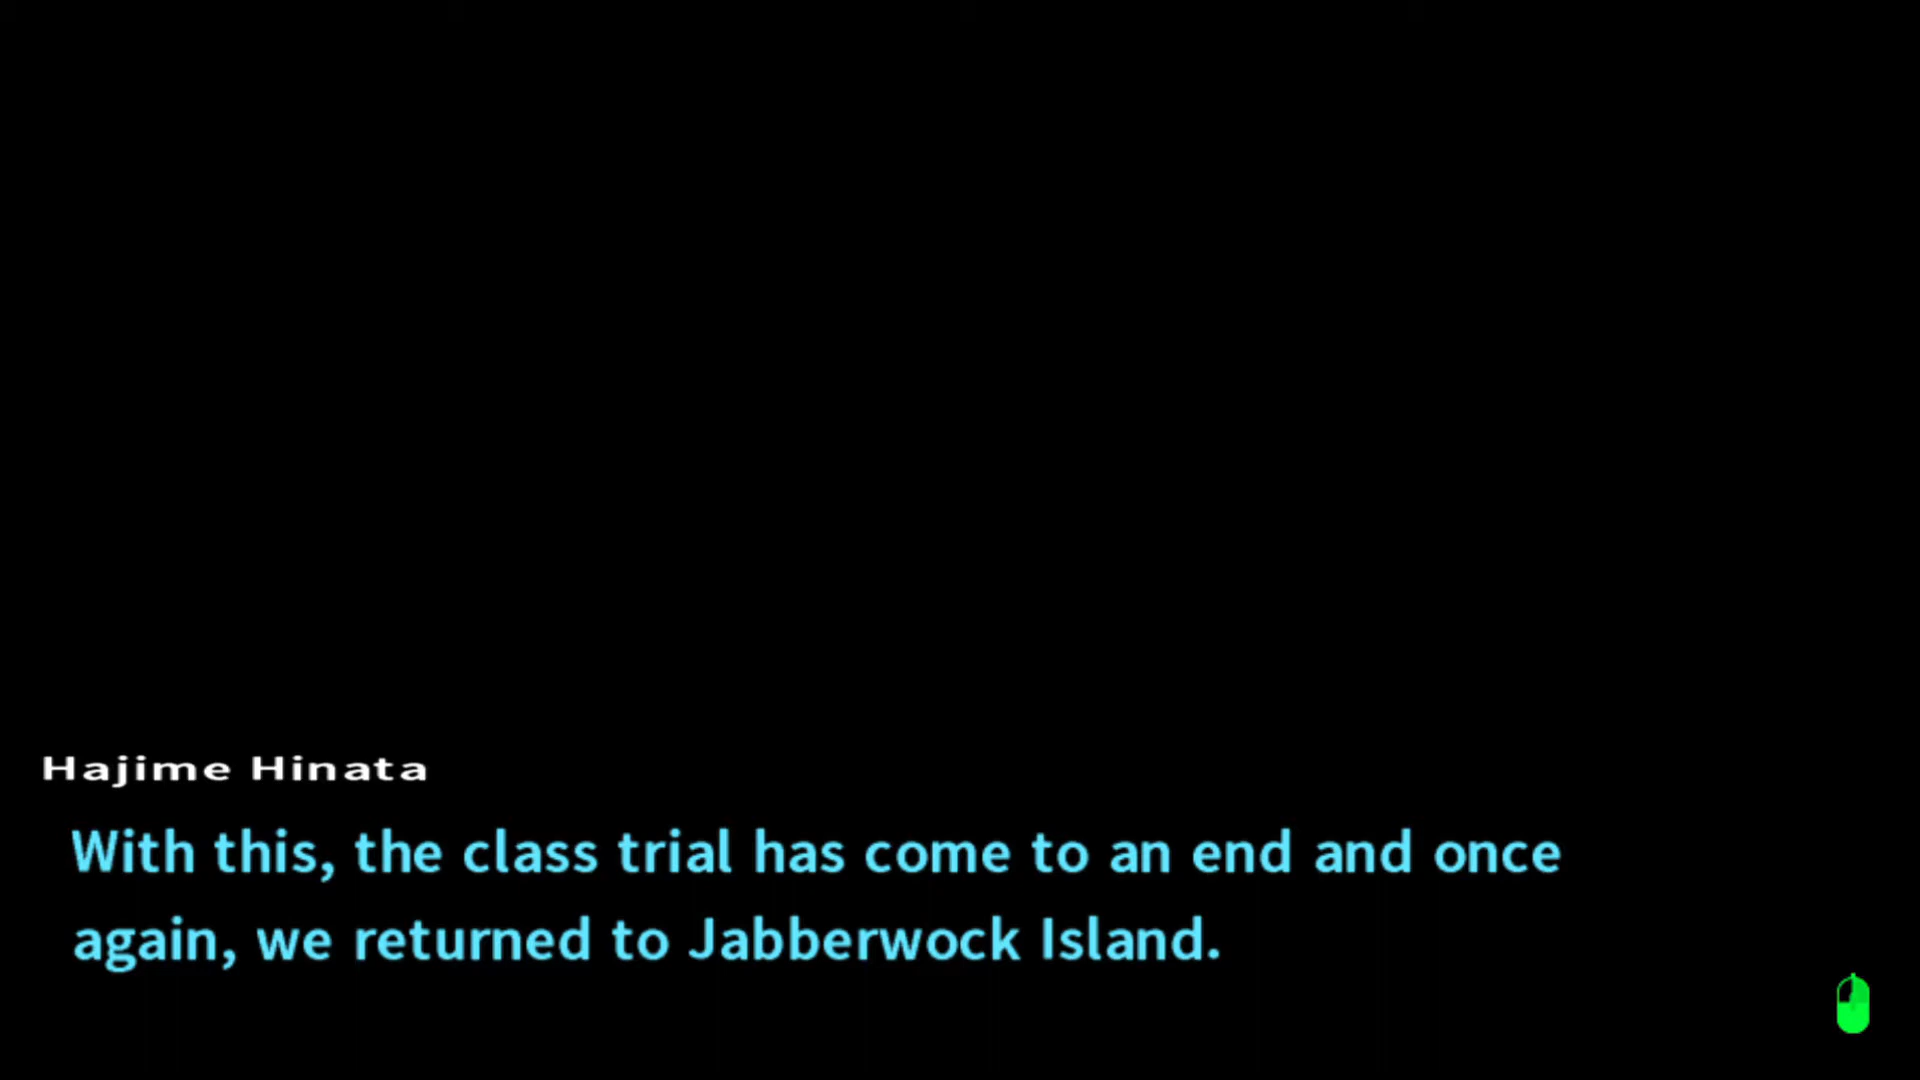 Hajime Hinata
With this, the class trial has come to an end and once
again, we returned to Jabberwock Island.